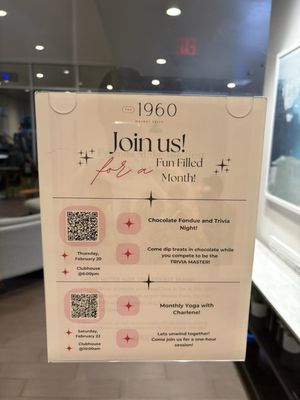 THE 1960
Join us!
for a Fun Filled
Month!
Chocolate Fondue and Trivia
Night!
Thursday,
February 20
Clubhouse
@6:00pm
Come dip treats in chocolate while
you compete to be the
TRIVIA MASTER!
Monthly Yoga with
Charlene!
Saturday,
February 22
Clubhouse
@10:00am
Lets unwind together!
Come join us for a one-hour
session!